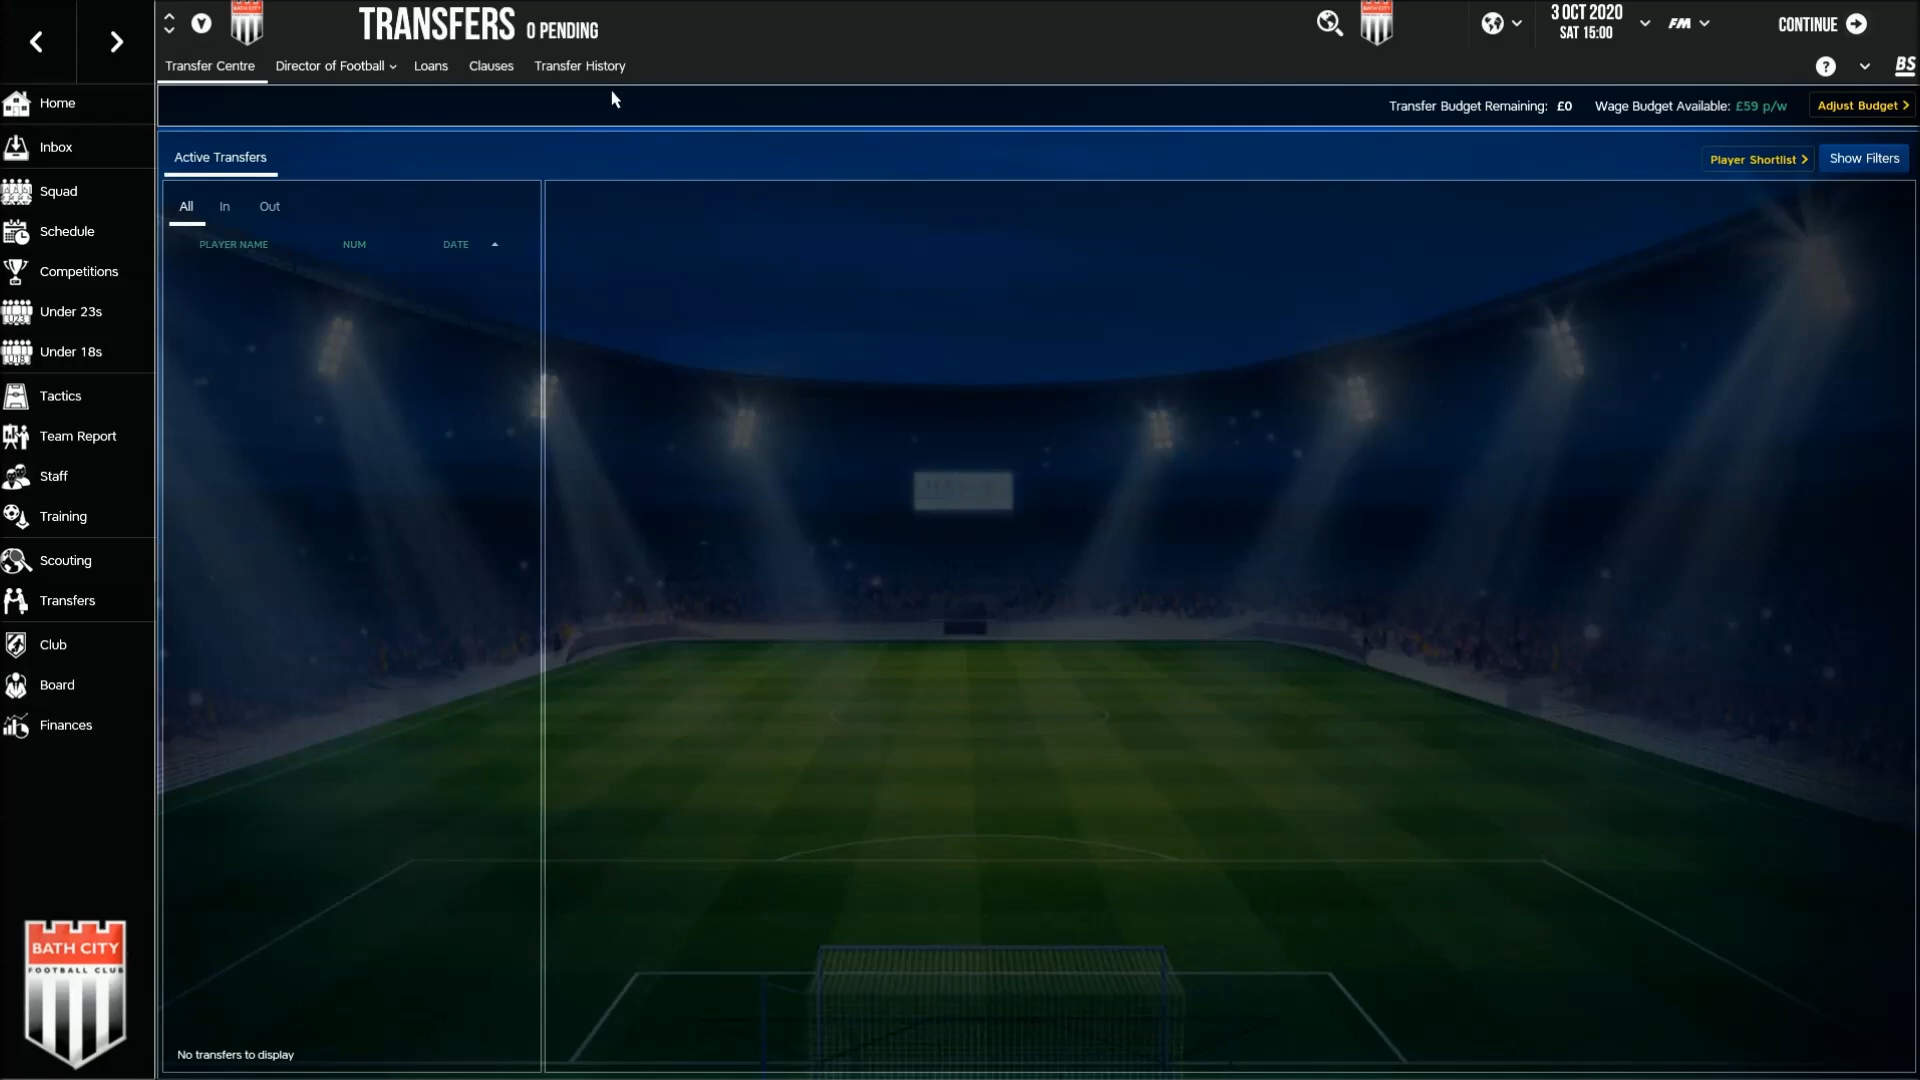 TRANSFERS 0 PENDING
3 OCT 2020
SAT 15:00
FM
CONTINUE
Transfer Centre Director of Football Loans Clauses Transfer History
? BS
Transfer Budget Remaining: £0 Wage Budget Available: £59 p/w Adjust Budget >
Active Transfers
Player Shortlist > Show Filters
All In Out
PLAYER NAME NUM DATE
Home
Inbox
Squad
Schedule
Competitions
Under 23s
Under 18s
Tactics
Team Report
Staff
Training
Scouting
Transfers
Club
Board
Finances
BATH CITY
FOOTBALL CLUB
No transfers to display